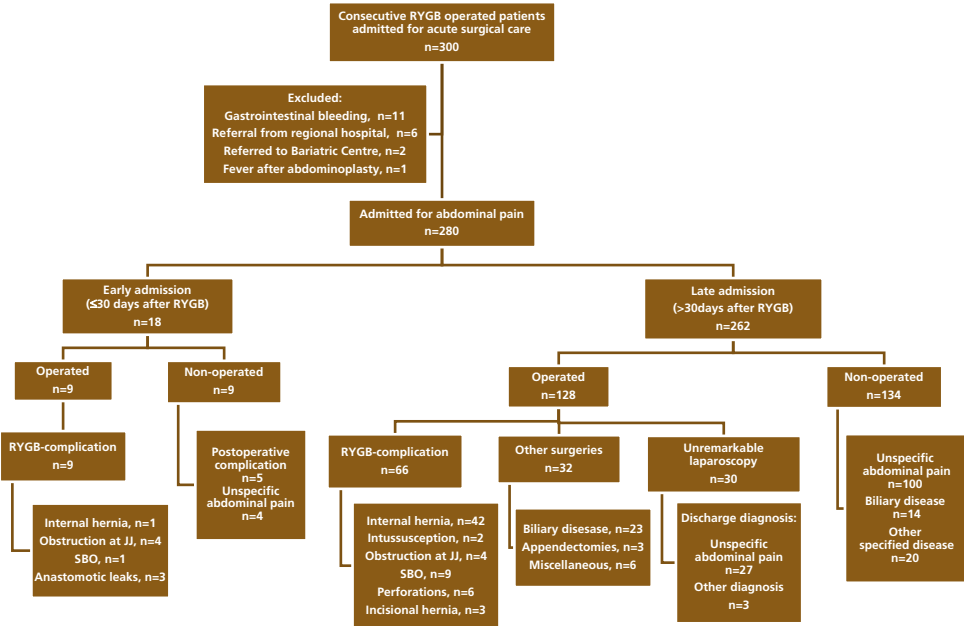 Consecutive RYGB operated patients
admitted for acute surgical care
n=300
Excluded:
Gastrointestinal bleeding, n=11
Referral from regional hospital, n=6
Referred to Bariatric Centre, n=2
Fever after abdominoplasty, n=1
Admitted for abdominal pain
n=280
Early admission
(≤30 days after RYGB)
n=18
Late admission
(>30days after RYGB)
n=262
Operated
n=9
Non-operated
n=9
Operated
n=128
Non-operated
n=134
RYGB-complication
n=9
Postoperative
complication
n=5
Unspecific
abdominal pain
n=4
RYGB-complication
n=66
Other surgeries
n=32
Unremarkable
laparoscopy
n=30
Unspecific
abdominal pain
n=100
Biliary disease
n=14
Other
specified disease
n=20
Internal hernia, n=1
Obstruction at JJ, n=4
SBO, n=1
Anastomotic leaks, n=3
Internal hernia, n=42
Intussusception, n=2
Obstruction at JJ, n=4
SBO, n=9
Perforations, n=6
Incisional hernia, n=3
Biliary disesase, n=23
Appendectomies, n=3
Miscellaneous, n=6
Discharge diagnosis:
Unspecific
abdominal pain
n=27
Other diagnosis
n=3